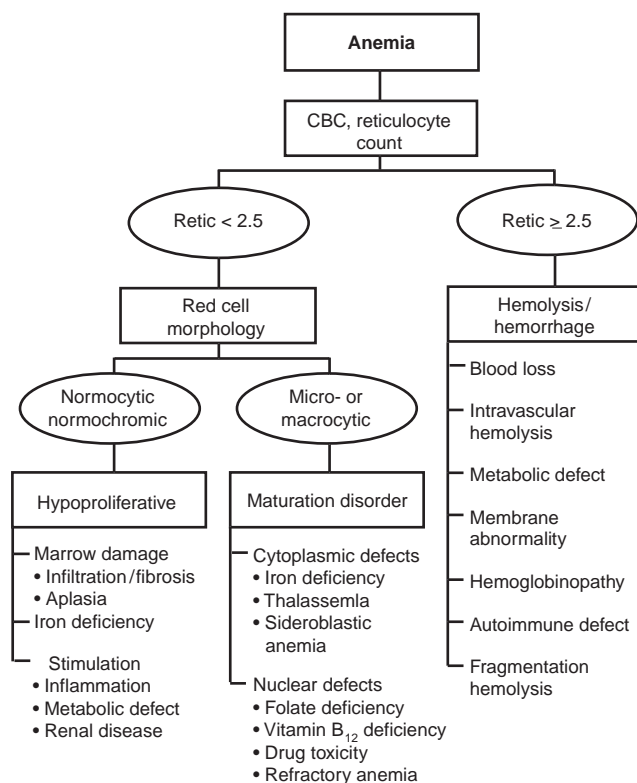 Anemia
CBC, reticulocyte
count
Retic < 2.5
Retic ≥ 2.5
Red cell
morphology
Hemolysis/
hemorrhage
Blood loss
Intravascular
hemolysis
Metabolic defect
Membrane
abnormality
Hemoglobinopathy
Autoimmune defect
Fragmentation
hemolysis
Normocytic
normochromic
Micro- or
macrocytic
Hypoproliferative
Maturation disorder
Marrow damage
• Infiltration/fibrosis
• Aplasia
Iron deficiency
Stimulation
• Inflammation
• Metabolic defect
• Renal disease
Cytoplasmic defects
• Iron deficiency
• Thalassemla
• Sideroblastic
anemia
Nuclear defects
• Folate deficiency
• Vitamin B12 deficiency
• Drug toxicity
• Refractory anemia